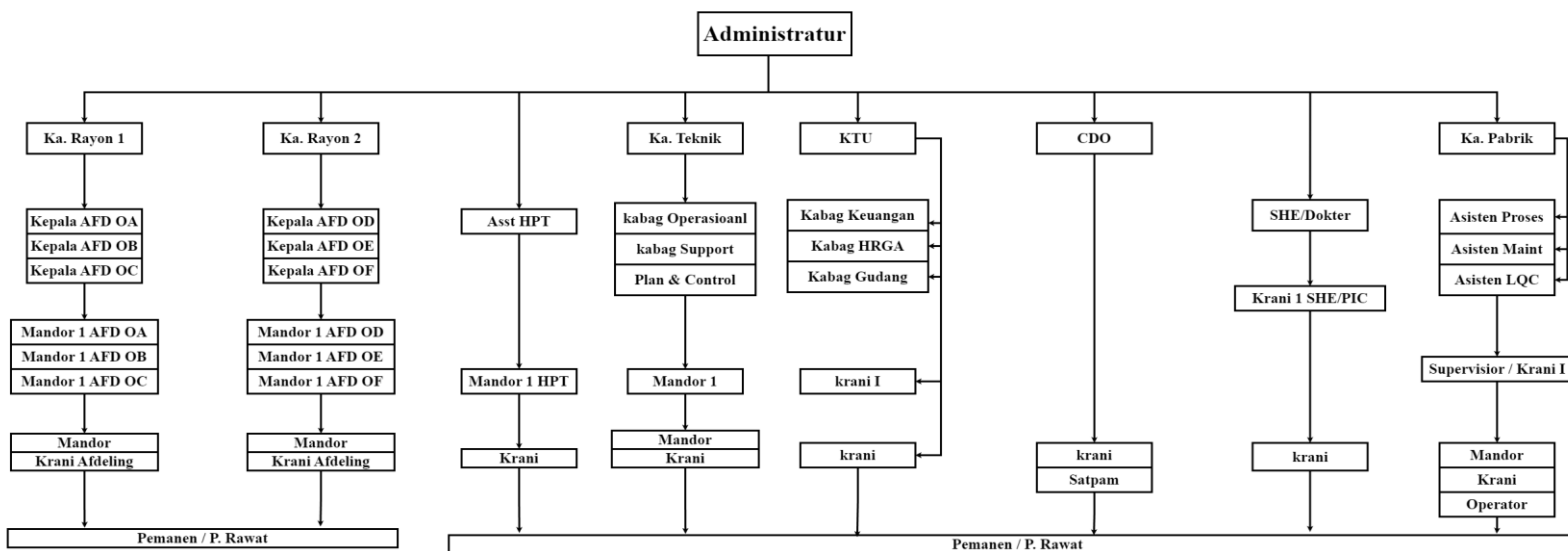 Administratur
Ka. Rayon 1
Ka. Rayon 2
Ka. Teknik
KTU
CDO
Ka. Pabrik
Kepala AFD OA
Kepala AFD OB
Kepala AFD OC
Kepala AFD OD
Kepala AFD OE
Kepala AFD OF
Asst HPT
kabag Operasioanl
kabag Support
Plan & Control
Kabag Keuangan
Kabag HRGA
Kabag Gudang
SHE/Dokter
Krani 1 SHE/PIC
Asisten Proses
Asisten Maint
Asisten LQC
Mandor 1 AFD OA
Mandor 1 AFD OB
Mandor 1 AFD OC
Mandor 1 AFD OD
Mandor 1 AFD OE
Mandor 1 AFD OF
Mandor 1 HPT
Mandor 1
krani I
Supervisior / Krani I
Mandor
Krani Afdeling
Mandor
Krani Afdeling
Krani
Mandor
Krani
krani
krani
Satpam
krani
Mandor
Krani
Operator
Pemanen / P. Rawat
Pemanen / P. Rawat